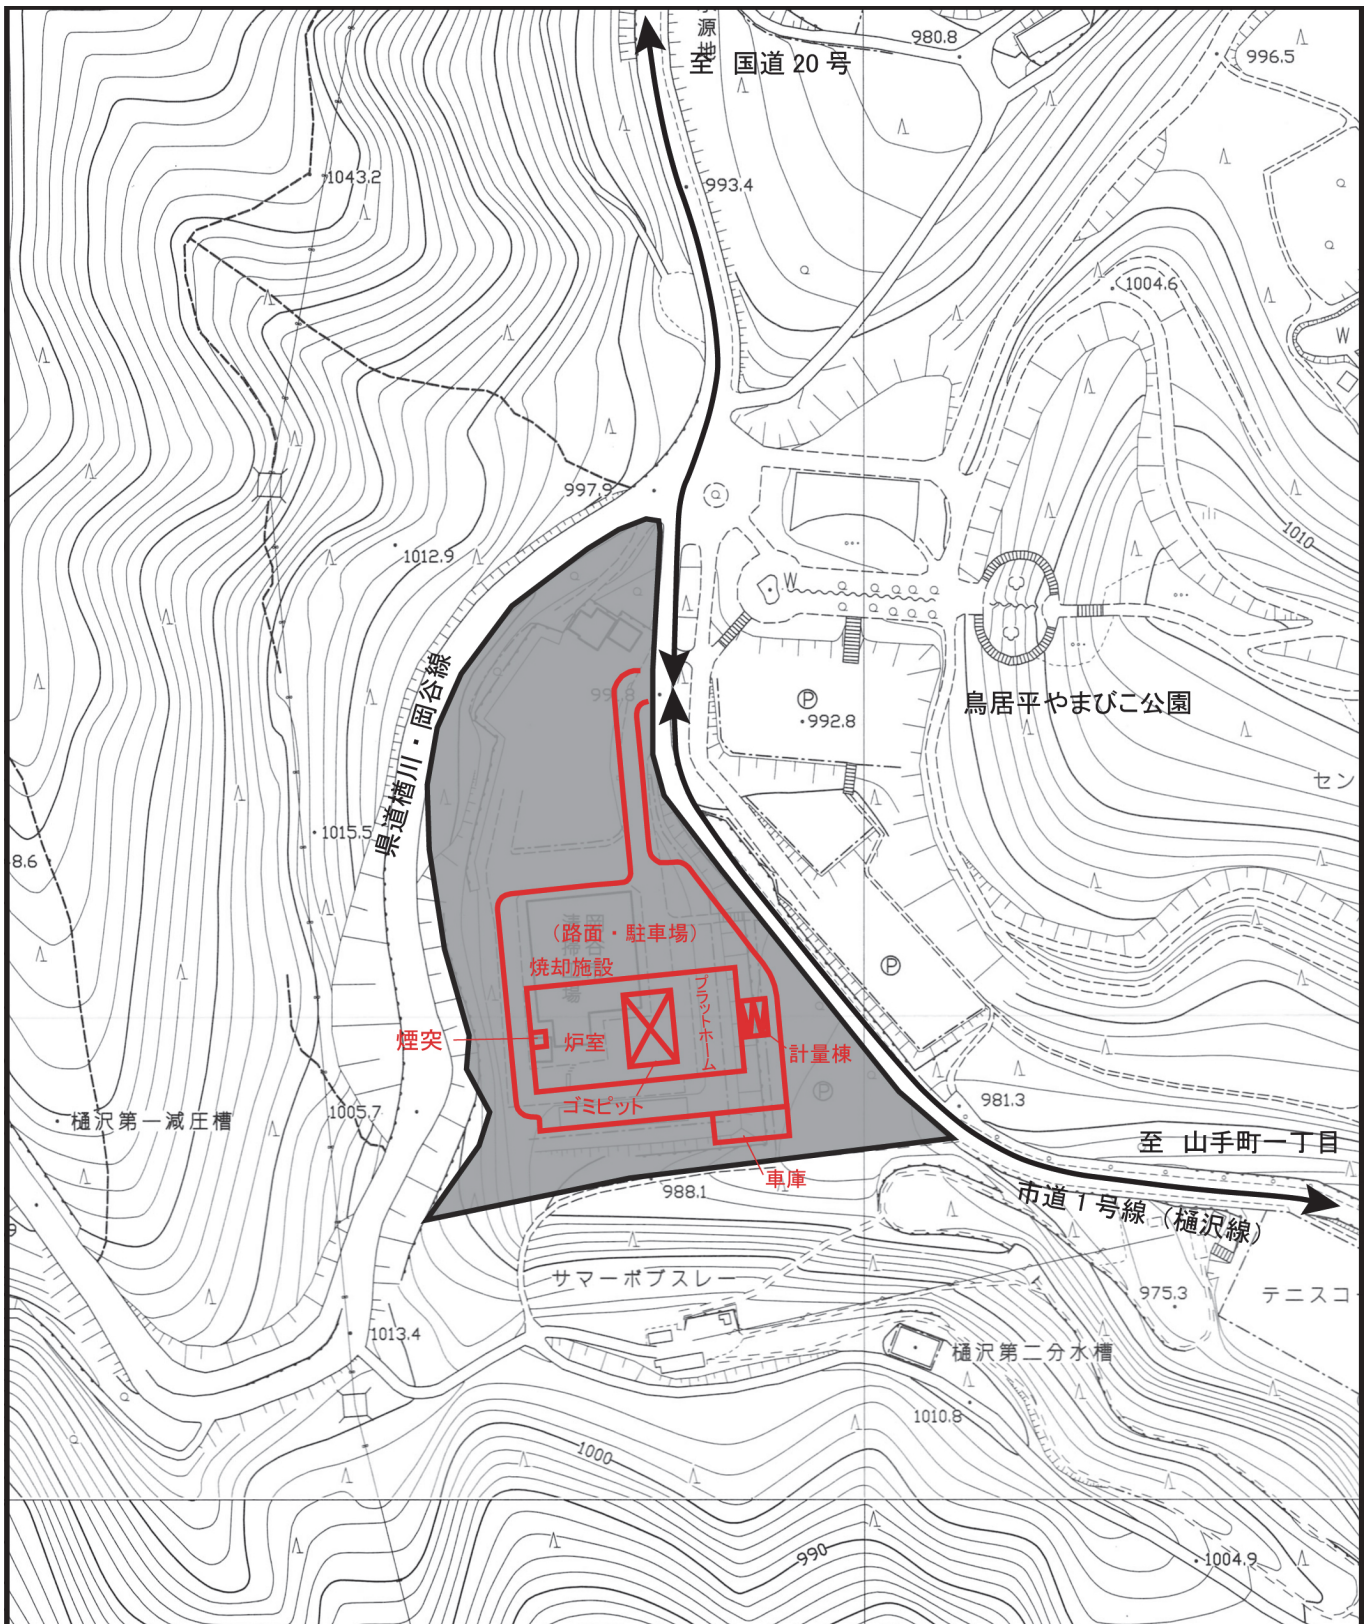 源地
至 国道20号
980.8
996.5
1043.2
993.4
1004.6
W
997.9
1012.9
1010
W
Ⓟ
992.8
鳥居平やまびこ公園
県道楢川・岡谷線
セン
1015.5
8.6
(路面・駐車場)
焼却施設
プラットホーム
煙突
炉室
W
計量棟
Ⓟ
ゴミピット
Ⓟ
1005.7
樋沢第一減圧槽
981.3
至 山手町一丁目
車庫
988.1
市道1号線(樋沢線)
サマーボブスレー
975.3
テニスコー
1013.4
樋沢第二分水槽
1010.8
1000
990
1004.9